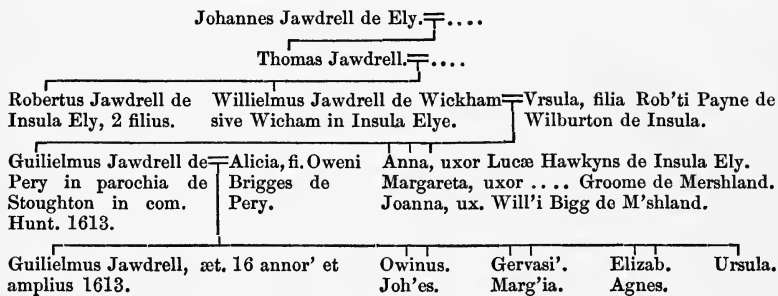 Johannes Jawdrell de Ely.=....
Thomas Jawdrell.=....
Robertus Jawdrell de
Insula Ely, 2 filius.
Willielmus Jawdrell de Wickham=
sive Wicham in Insula Elye.
Vrsula, filia Rob'ti Payne de
Wilburton de Insula.
Guilielmus Jawdrell de=
Pery in parochia de
Stoughton in com.
Hunt. 1613.
Alicia, fi. Oweni
Brigges de
Pery.
Anna, uxor Lucæ Hawkyns de Insula Ely.
Margareta, uxor .... Groome de Mershland.
Joanna, ux. Will'i Bigg de M'shland.
Guilielmus Jawdrell, æt. 16 annor' et
amplius 1613.
Owinus.
Joh'es.
Gervasi'.
Marg'ia.
Elizab.
Agnes.
Ursula.